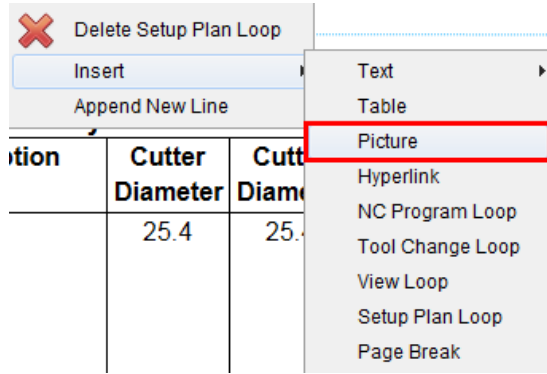 Delete Setup Plan Loop
Insert
Append New Line
Text
Table
Picture
Hyperlink
NC Program Loop
Tool Change Loop
View Loop
Setup Plan Loop
Page Break
Cutter
Diameter
25.4